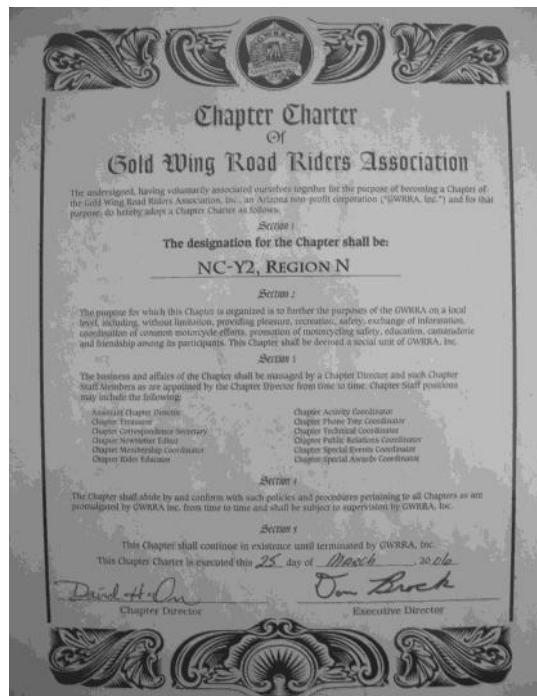 GWRRA
Chapter Charter
Of
Gold Wing Road Riders Association
The undersigned, having voluntarily associated ourselves together for the purpose of becoming a Chapter of
the Gold Wing Road Riders Association, Inc., an Arizona non-profit corporation ("GWRRA, Inc.") and for that
purpose, do hereby adopt a Chapter Charter as follows:
Section 1
The designation for the Chapter shall be:
NC-Y2, REGION N
Section 2
The purpose for which this Chapter is organized is to further the purposes of the GWRRA on a local
level, including, without limitation, providing pleasure, recreation, safety, exchange of information,
coordination of common motorcycle efforts, promotion of motorcycling safety, education, camaraderie
and friendship among its participants. This Chapter shall be deemed a social unit of GWRRA, Inc.
Section 3
The business and affairs of the Chapter shall be managed by a Chapter Director and such Chapter
Staff Members as are appointed by the Chapter Director from time to time. Chapter Staff positions
may include the following:
Assistant Chapter Director
Chapter Treasurer
Chapter Correspondence Secretary
Chapter Newsletter Editor
Chapter Membership Coordinator
Chapter Rider Educator
Chapter Activity Coordinator
Chapter Phone Tree Coordinator
Chapter Technical Coordinator
Chapter Public Relations Coordinator
Chapter Special Events Coordinator
Chapter Special Awards Coordinator
Section 4
The Chapter shall abide by and conform with such policies and procedures pertaining to all Chapters as are
promulgated by GWRRA Inc. from time to time and shall be subject to supervision by GWRRA, Inc.
Section 5
This Chapter shall continue in existence until terminated by GWRRA, Inc.
This Chapter Charter is executed this 25 day of March, 2006
Chapter Director
Executive Director